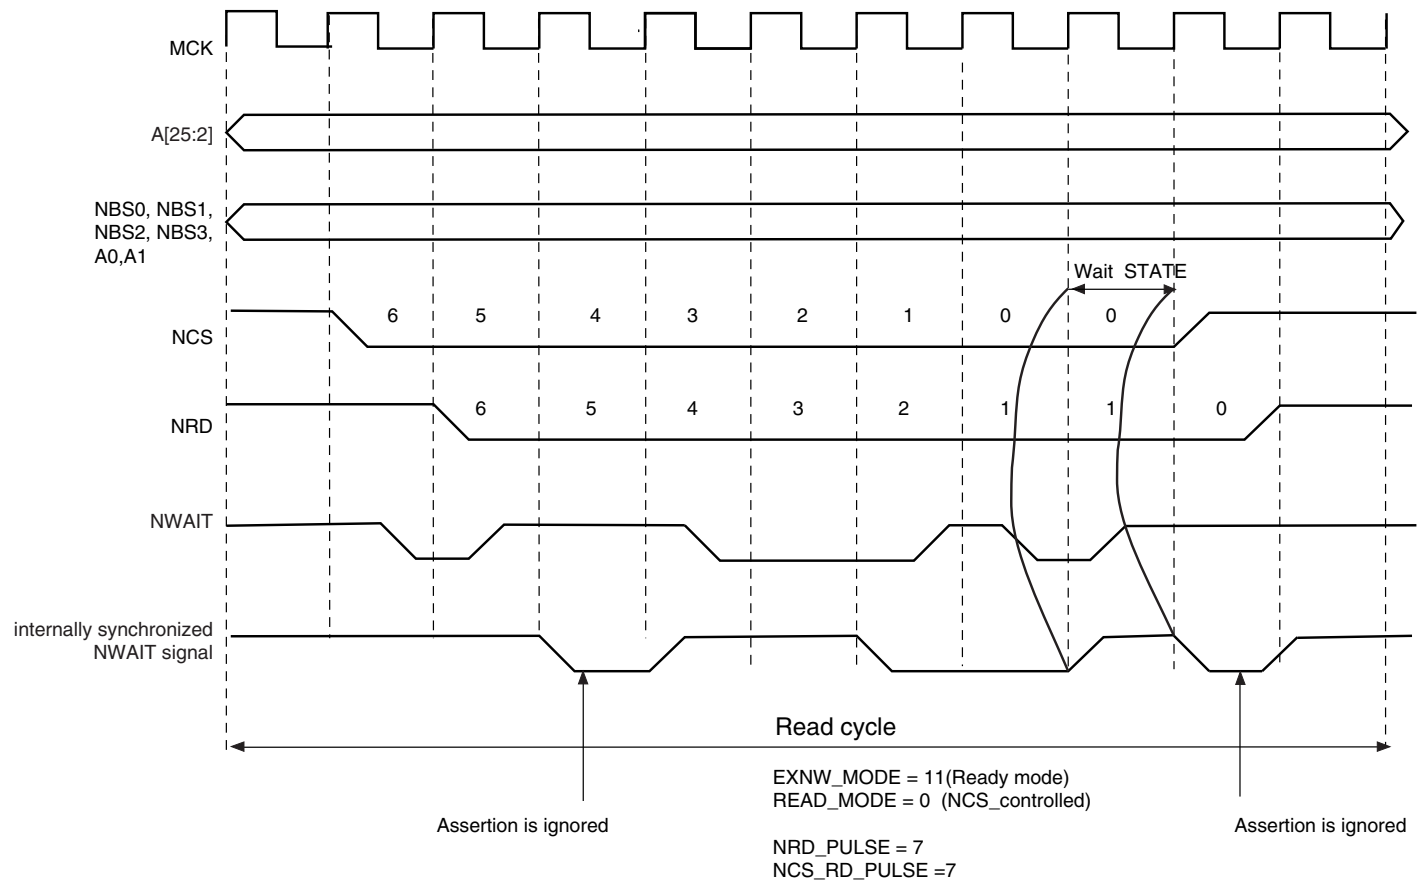 MCK
A[25:2]
NBS0, NBS1,
NBS2, NBS3,
A0,A1
Wait STATE
NCS
6 5 4 3 2 1 0 0
NRD
6 5 4 3 2 1 1 0
NWAIT
internally synchronized
NWAIT signal
Read cycle
EXNW_MODE = 11(Ready mode)
READ_MODE = 0 (NCS_controlled)
Assertion is ignored
Assertion is ignored
NRD_PULSE = 7
NCS_RD_PULSE =7